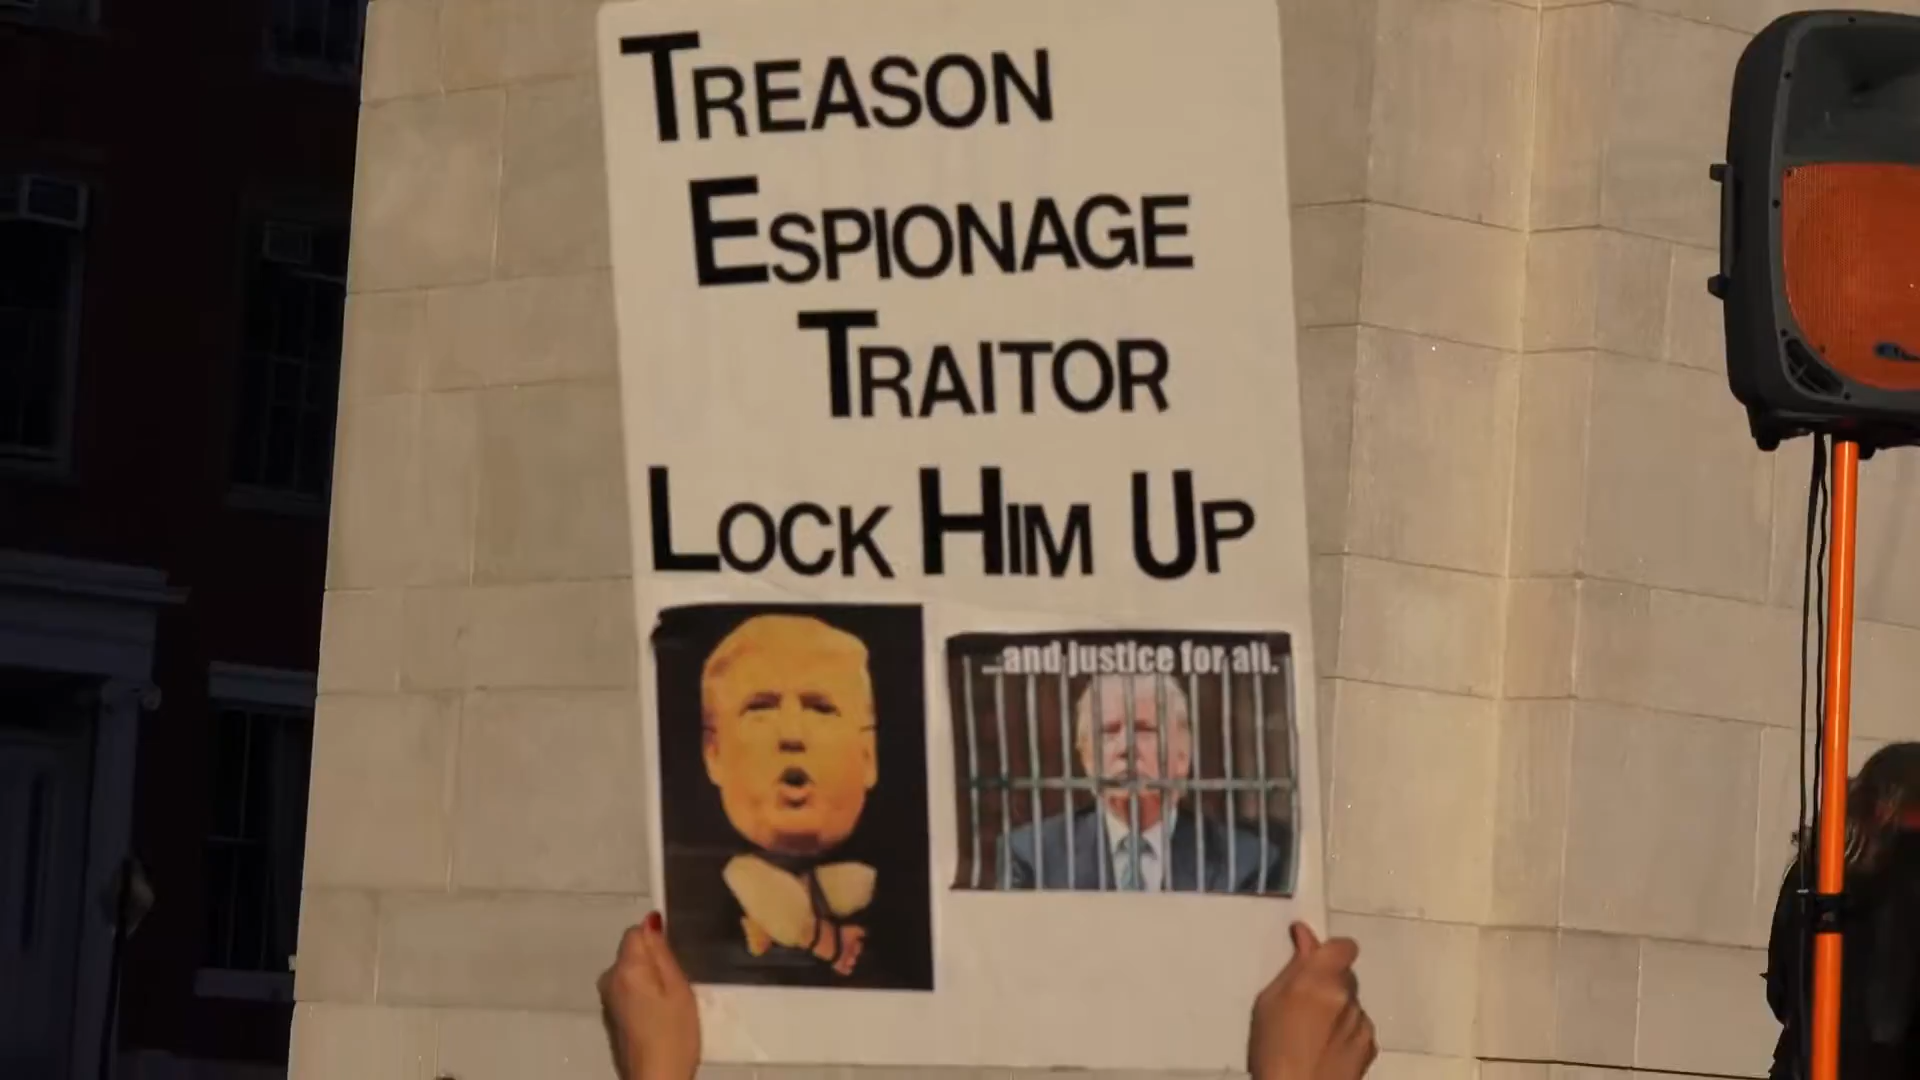 TREASON
ESPIONAGE
TRAITOR
LOCK HIM UP
...and justice for all.